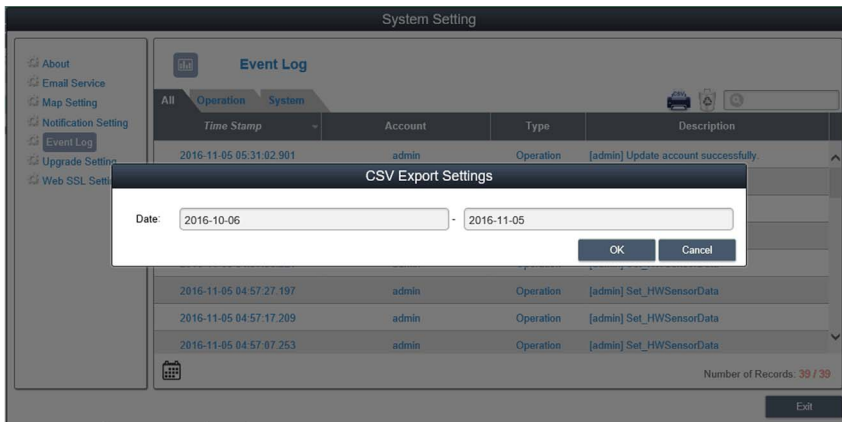 System Setting
About
Email Service
Map Setting
Notification Setting
Event Log
Upgrade Setting
Web SSL Setti
Event Log
All Operation System
CSV
Time Stamp Account Type Description
2016-11-05 05:31:02.901 admin Operation [admin] Update account successfully.
CSV Export Settings
Date: 2016-10-06 - 2016-11-05
OK Cancel
2016-11-05 04:57:27.197 admin Operation [admin] Set_HWSensorData
2016-11-05 04:57:17.209 admin Operation [admin] Set_HWSensorData
2016-11-05 04:57:07.253 admin Operation [admin] Set_HWSensorData
Number of Records: 39 / 39
Exit